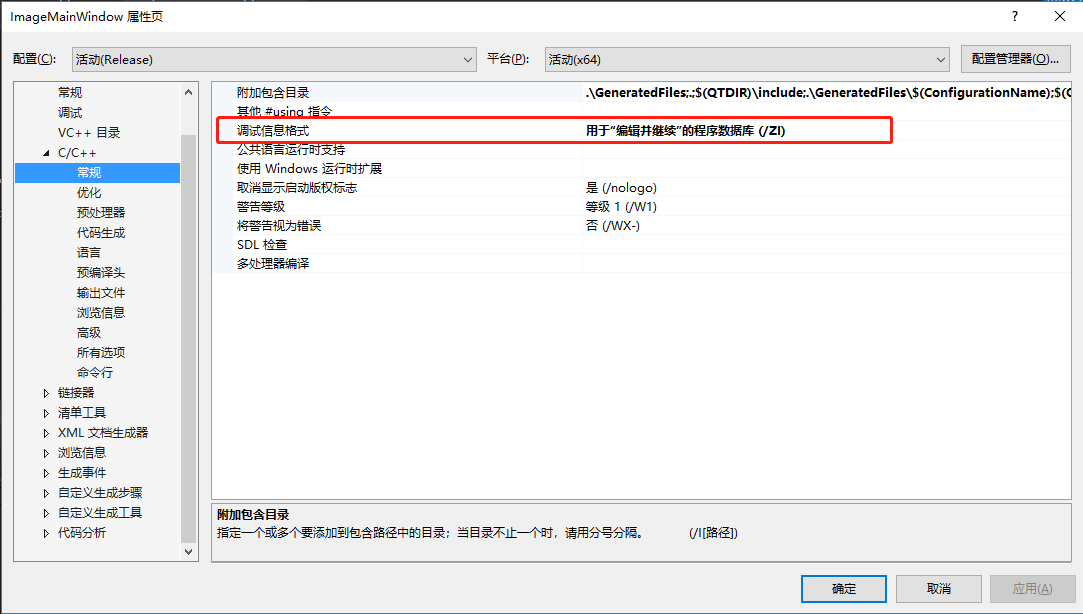 ImageMainWindow 属性页
配置(C): 活动(Release) 平台(P): 活动(x64) 配置管理器(O)...
常规
调试
VC++ 目录
C/C++
常规
优化
预处理器
代码生成
语言
预编译头
输出文件
浏览信息
高级
所有选项
命令行
链接器
清单工具
XML 文档生成器
浏览信息
生成事件
自定义生成步骤
自定义生成工具
代码分析
附加包含目录 .\GeneratedFiles;.;$(QTDIR)\include;.\GeneratedFiles\$(ConfigurationName);$(
其他 #using 指令
调试信息格式 用于“编辑并继续”的程序数据库 (/ZI)
公共语言运行时支持
使用 Windows 运行时扩展
取消显示启动版权标志 是 (/nologo)
警告等级 等级 1 (/W1)
将警告视为错误 否 (/WX-)
SDL 检查
多处理器编译
附加包含目录
指定一个或多个要添加到包含路径中的目录；当目录不止一个时，请用分号分隔。 (/I[路径])
确定 取消 应用(A)